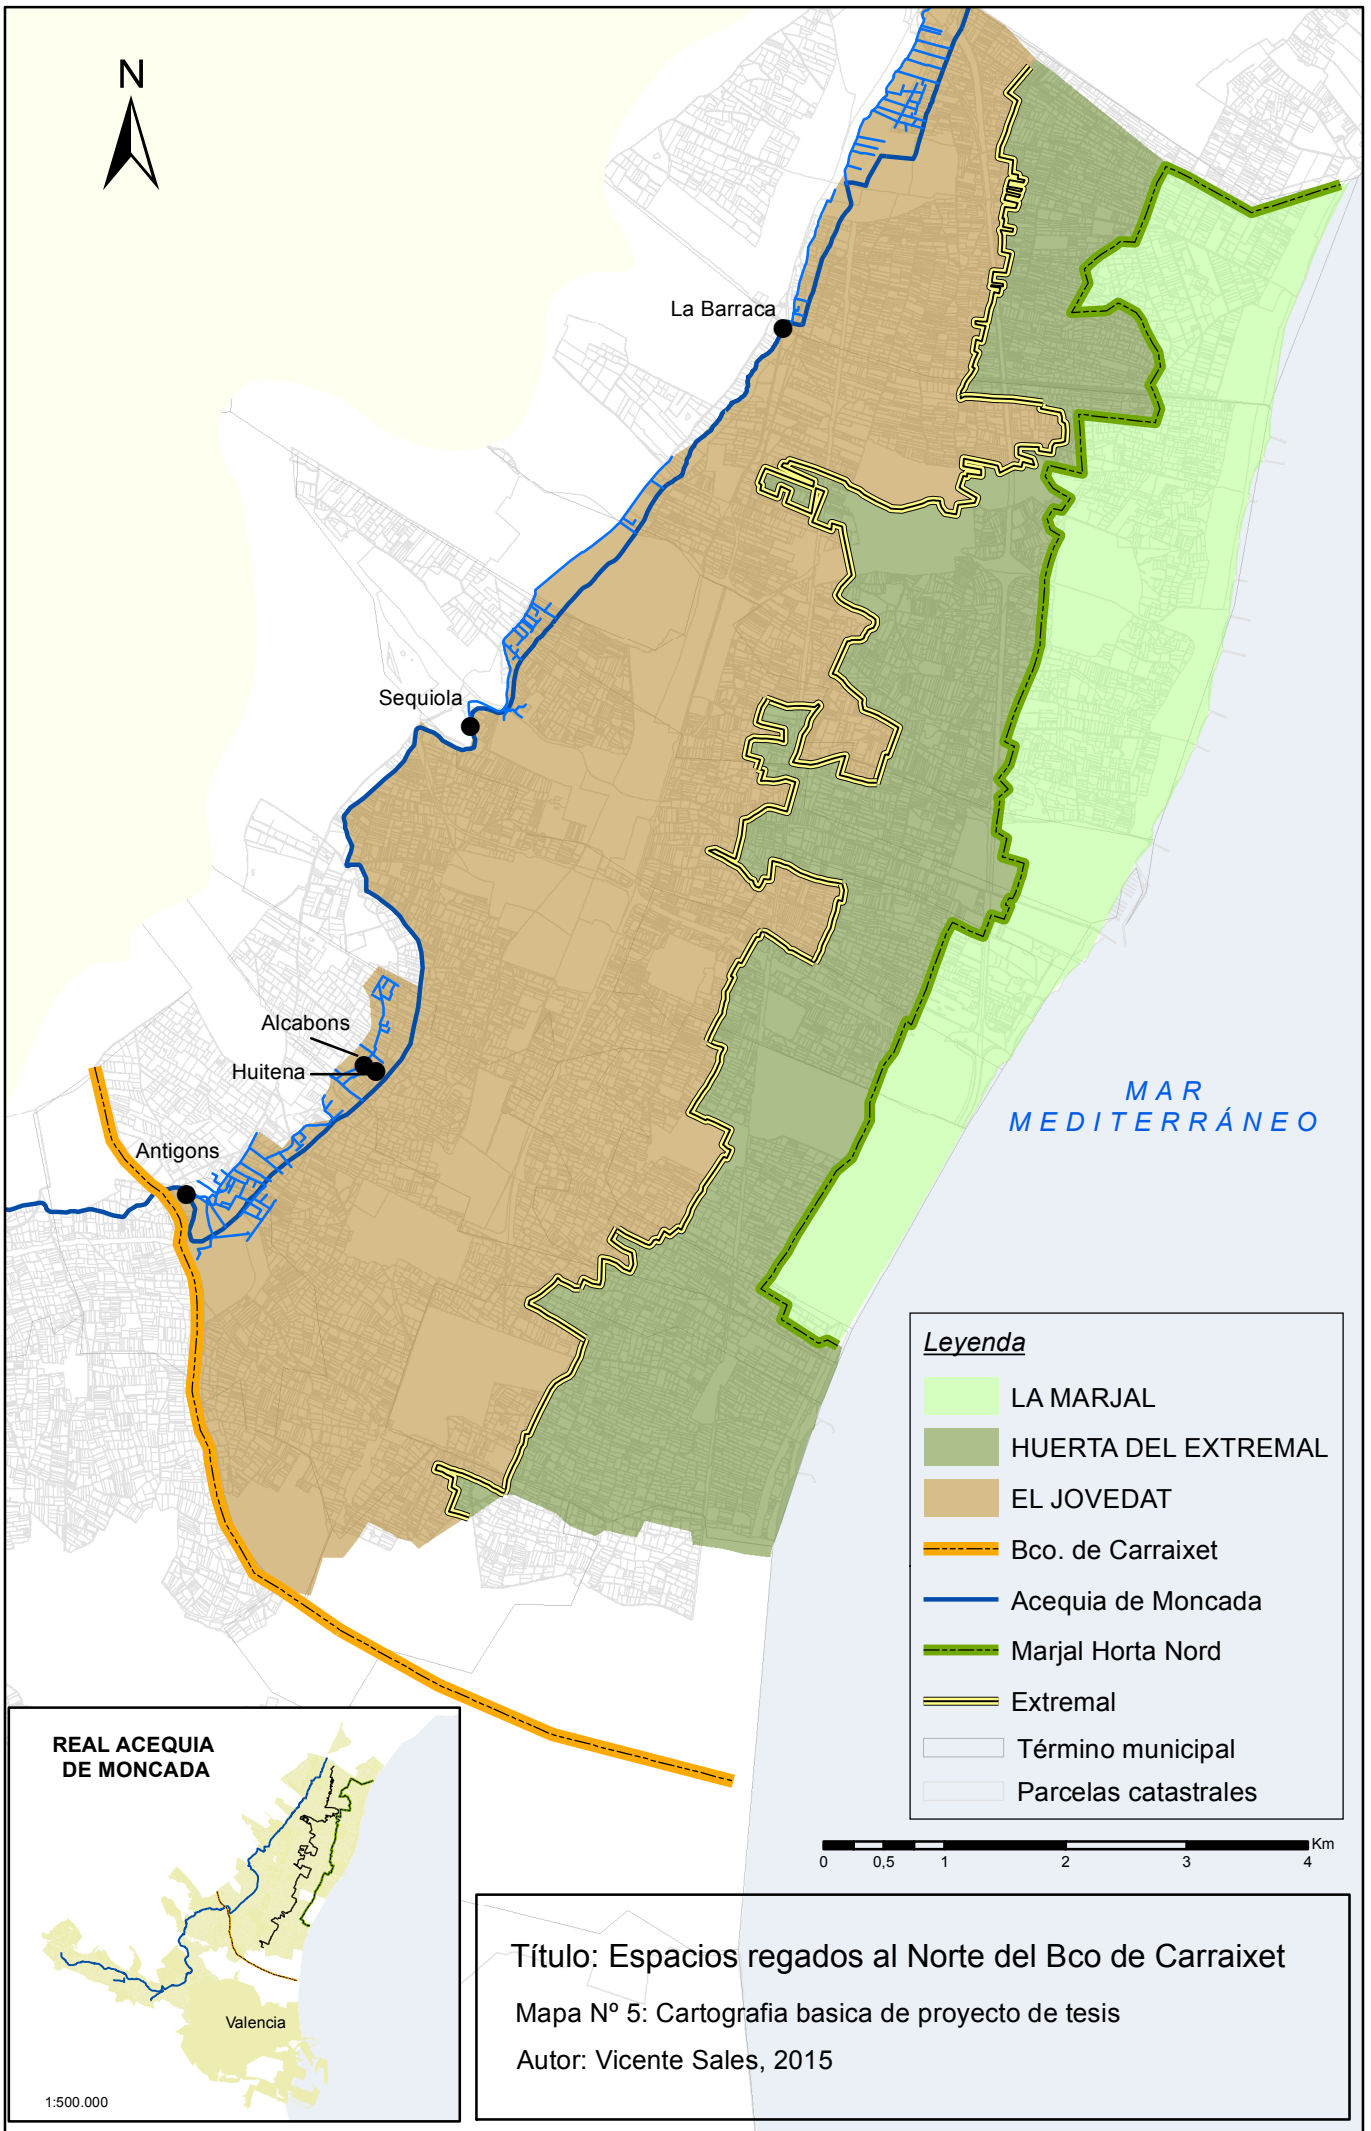 N
La Barraca
Sequiola
Alcabons
Huitena
Antigons
MAR
MEDITERRÁNEO
Leyenda
LA MARJAL
HUERTA DEL EXTREMAL
EL JOVEDAT
Bco. de Carraixet
Acequia de Moncada
Marjal Horta Nord
Extremal
Término municipal
Parcelas catastrales
Km
0 0,5 1 2 3 4
REAL ACEQUIA
DE MONCADA
Valencia
1:500.000
Título: Espacios regados al Norte del Bco de Carraixet
Mapa Nº 5: Cartografia basica de proyecto de tesis
Autor: Vicente Sales, 2015